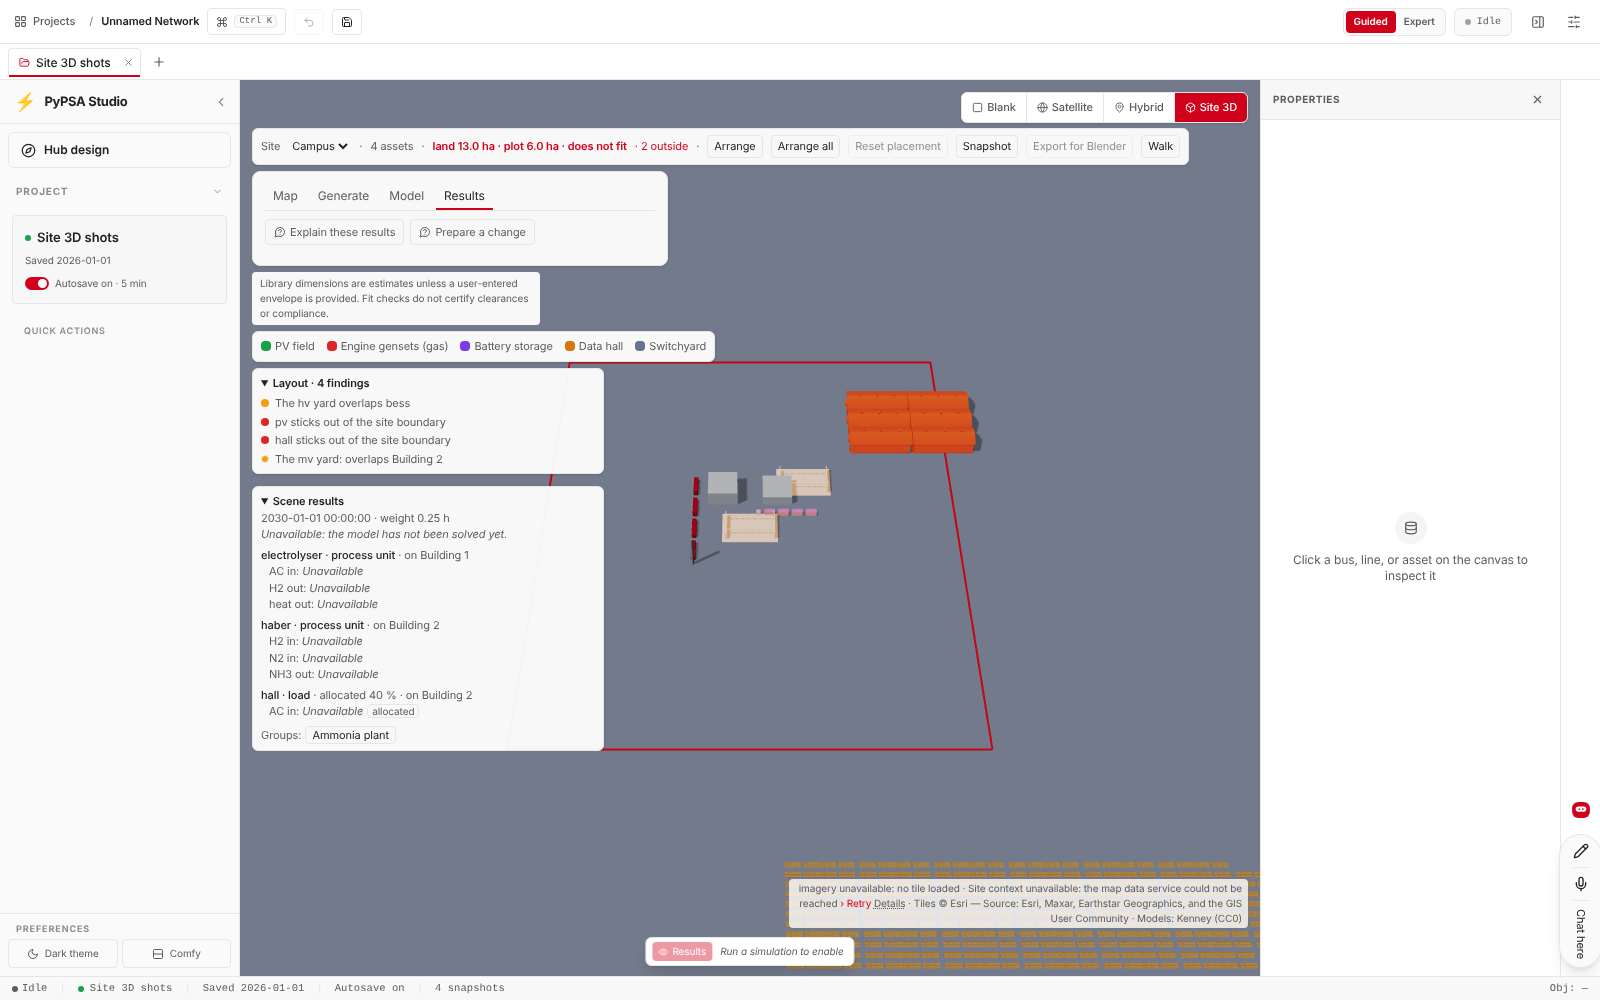 Projects / Unnamed Network Ctrl K Guided Expert Idle
Site 3D shots
PyPSA Studio
Hub design
PROJECT
Site 3D shots
Saved 2026-01-01
Autosave on · 5 min
QUICK ACTIONS
PREFERENCES
Dark theme Comfy
Blank Satellite Hybrid Site 3D
Site Campus · 4 assets · land 13.0 ha · plot 6.0 ha · does not fit · 2 outside · Arrange Arrange all Reset placement Snapshot Export for Blender Walk
Map Generate Model Results
Explain these results Prepare a change
Library dimensions are estimates unless a user-entered
envelope is provided. Fit checks do not certify clearances
or compliance.
PV field Engine gensets (gas) Battery storage Data hall Switchyard
Layout · 4 findings
The hv yard overlaps bess
pv sticks out of the site boundary
hall sticks out of the site boundary
The mv yard: overlaps Building 2
Scene results
2030-01-01 00:00:00 · weight 0.25 h
Unavailable: the model has not been solved yet.
electrolyser · process unit · on Building 1
AC in: Unavailable
H2 out: Unavailable
heat out: Unavailable
haber · process unit · on Building 2
H2 in: Unavailable
N2 in: Unavailable
NH3 out: Unavailable
hall · load · allocated 40 % · on Building 2
AC in: Unavailable allocated
Groups: Ammonia plant
imagery unavailable: no tile loaded · Site context unavailable: the map data service could not be
reached › Retry Details · Tiles © Esri — Source: Esri, Maxar, Earthstar Geographics, and the GIS
User Community · Models: Kenney (CC0)
Results Run a simulation to enable
PROPERTIES
Click a bus, line, or asset on the canvas to
inspect it
Chat here
Idle Site 3D shots Saved 2026-01-01 Autosave on 4 snapshots Obj: —